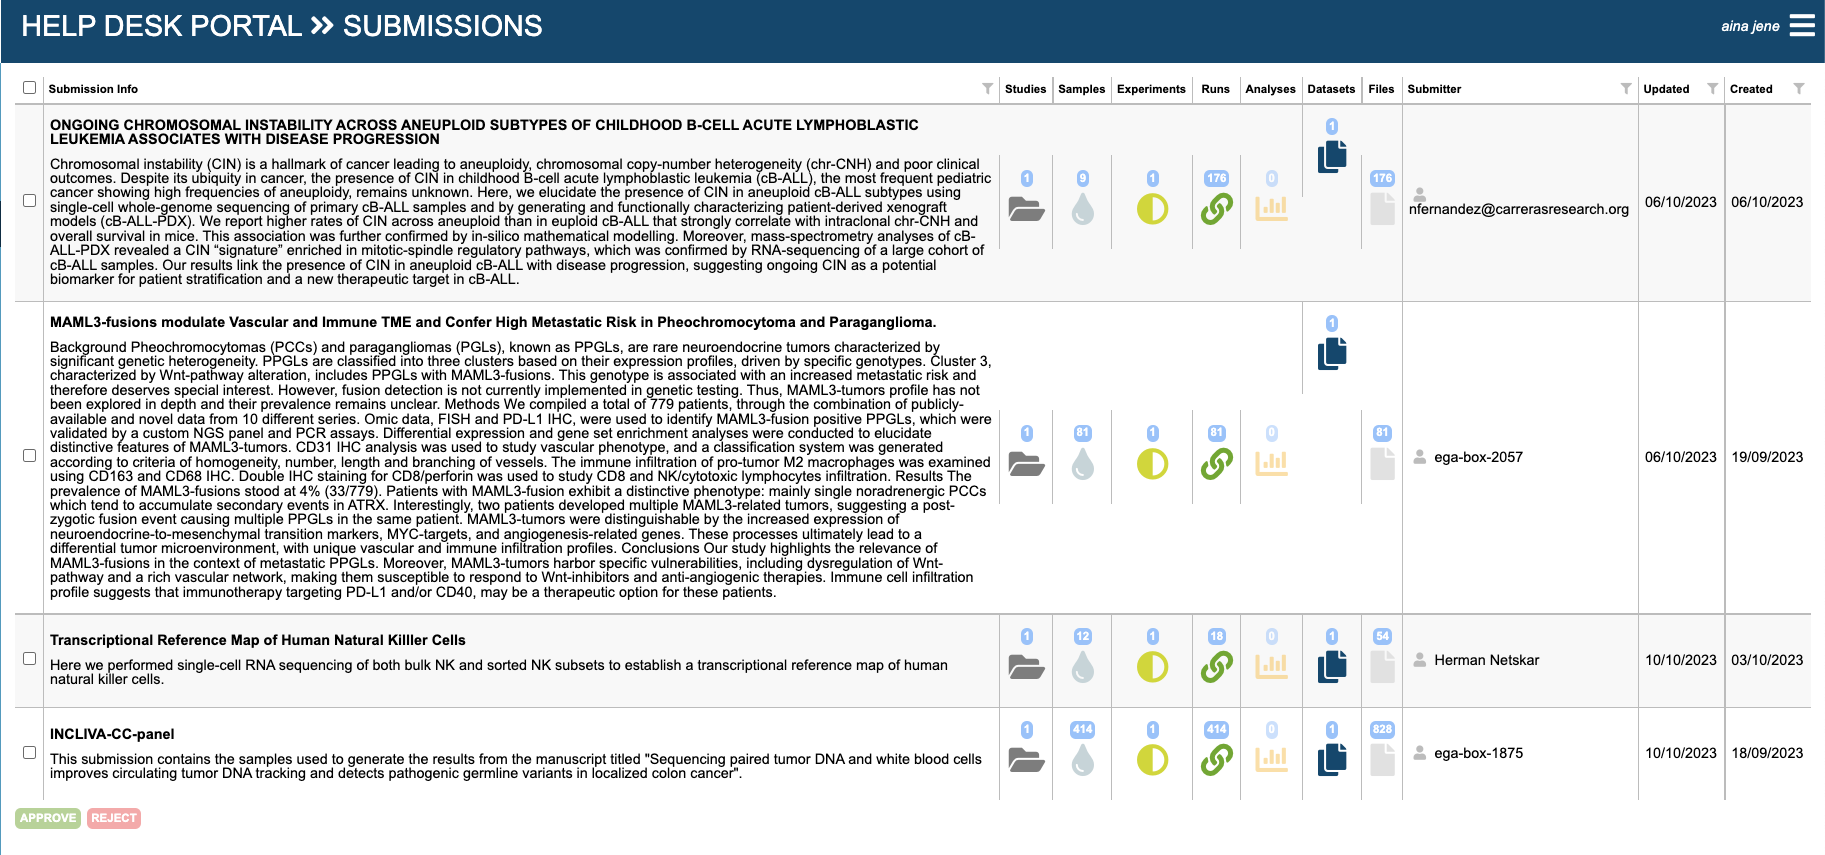 HELP DESK PORTAL » SUBMISSIONS
aina jene
Submission Info
Studies
Samples
Experiments
Runs
Analyses
Datasets
Files
Submitter
Updated
Created
ONGOING CHROMOSOMAL INSTABILITY ACROSS ANEUPLOID SUBTYPES OF CHILDHOOD B-CELL ACUTE LYMPHOBLASTIC
LEUKEMIA ASSOCIATES WITH DISEASE PROGRESSION
Chromosomal instability (CIN) is a hallmark of cancer leading to aneuploidy, chromosomal copy-number heterogeneity (chr-CNH) and poor clinical
outcomes. Despite its ubiquity in cancer, the presence of CIN in childhood B-cell acute lymphoblastic leukemia (cB-ALL), the most frequent pediatric
cancer showing high frequencies of aneuploidy, remains unknown. Here, we elucidate the presence of CIN in aneuploid cB-ALL subtypes using
single-cell whole-genome sequencing of primary cB-ALL samples and by generating and functionally characterizing patient-derived xenograft
models (cB-ALL-PDX). We report higher rates of CIN across aneuploid than in euploid cB-ALL that strongly correlate with intraclonal chr-CNH and
overall survival in mice. This association was further confirmed by in-silico mathematical modelling. Moreover, mass-spectrometry analyses of cB-
ALL-PDX revealed a CIN “signature” enriched in mitotic-spindle regulatory pathways, which was confirmed by RNA-sequencing of a large cohort of
cB-ALL samples. Our results link the presence of CIN in aneuploid cB-ALL with disease progression, suggesting ongoing CIN as a potential
biomarker for patient stratification and a new therapeutic target in cB-ALL.
1
9
1
176
0
1
176
nfernandez@carrerasresearch.org
06/10/2023
06/10/2023
MAML3-fusions modulate Vascular and Immune TME and Confer High Metastatic Risk in Pheochromocytoma and Paraganglioma.
Background Pheochromocytomas (PCCs) and paragangliomas (PGLs), known as PPGLs, are rare neuroendocrine tumors characterized by
significant genetic heterogeneity. PPGLs are classified into three clusters based on their expression profiles, driven by specific genotypes. Cluster 3,
characterized by Wnt-pathway alteration, includes PPGLs with MAML3-fusions. This genotype is associated with an increased metastatic risk and
therefore deserves special interest. However, fusion detection is not currently implemented in genetic testing. Thus, MAML3-tumors profile has not
been explored in depth and their prevalence remains unclear. Methods We compiled a total of 779 patients, through the combination of publicly-
available and novel data from 10 different series. Omic data, FISH and PD-L1 IHC, were used to identify MAML3-fusion positive PPGLs, which were
validated by a custom NGS panel and PCR assays. Differential expression and gene set enrichment analyses were conducted to elucidate
distinctive features of MAML3-tumors. CD31 IHC analysis was used to study vascular phenotype, and a classification system was generated
according to criteria of homogeneity, number, length and branching of vessels. The immune infiltration of pro-tumor M2 macrophages was examined
using CD163 and CD68 IHC. Double IHC staining for CD8/perforin was used to study CD8 and NK/cytotoxic lymphocytes infiltration. Results The
prevalence of MAML3-fusions stood at 4% (33/779). Patients with MAML3-fusion exhibit a distinctive phenotype: mainly single noradrenergic PCCs
which tend to accumulate secondary events in ATRX. Interestingly, two patients developed multiple MAML3-related tumors, suggesting a post-
zygotic fusion event causing multiple PPGLs in the same patient. MAML3-tumors were distinguishable by the increased expression of
neuroendocrine-to-mesenchymal transition markers, MYC-targets, and angiogenesis-related genes. These processes ultimately lead to a
differential tumor microenvironment, with unique vascular and immune infiltration profiles. Conclusions Our study highlights the relevance of
MAML3-fusions in the context of metastatic PPGLs. Moreover, MAML3-tumors harbor specific vulnerabilities, including dysregulation of Wnt-
pathway and a rich vascular network, making them susceptible to respond to Wnt-inhibitors and anti-angiogenic therapies. Immune cell infiltration
profile suggests that immunotherapy targeting PD-L1 and/or CD40, may be a therapeutic option for these patients.
1
81
1
81
0
1
81
ega-box-2057
06/10/2023
19/09/2023
Transcriptional Reference Map of Human Natural Killler Cells
Here we performed single-cell RNA sequencing of both bulk NK and sorted NK subsets to establish a transcriptional reference map of human
natural killer cells.
1
12
1
18
0
1
54
Herman Netskar
10/10/2023
03/10/2023
INCLIVA-CC-panel
This submission contains the samples used to generate the results from the manuscript titled "Sequencing paired tumor DNA and white blood cells
improves circulating tumor DNA tracking and detects pathogenic germline variants in localized colon cancer".
1
414
1
414
0
1
828
ega-box-1875
10/10/2023
18/09/2023
APPROVE
REJECT